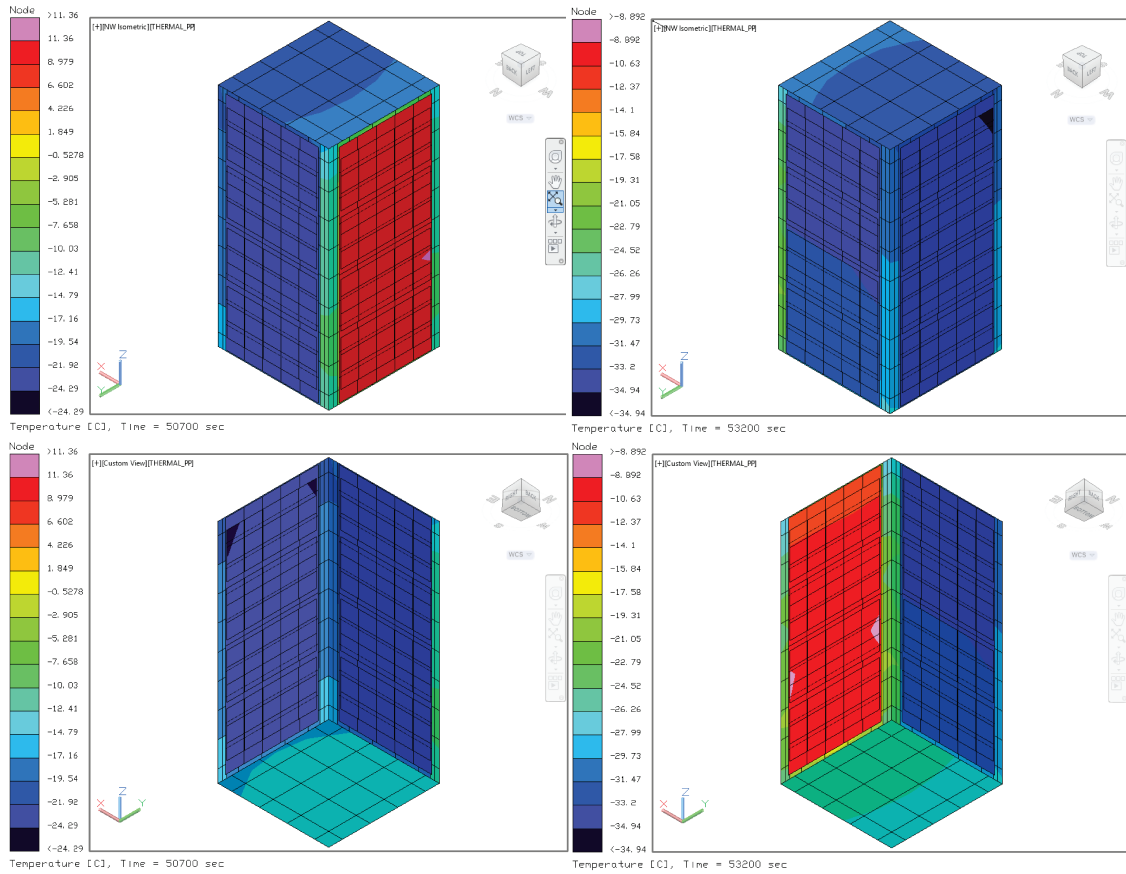 Node
>11.36
11.36
8.979
6.602
4.226
1.849
-0.5278
-2.905
-5.281
-7.658
-10.03
-12.41
-14.79
-17.16
-19.54
-21.92
-24.29
<-24.29
[+][NW Isometric][THERMAL_PP]
WCS
X
Y
Z
Temperature [C], Time = 50700 sec
Node
>-8.892
-8.892
-10.63
-12.37
-14.1
-15.84
-17.58
-19.31
-21.05
-22.79
-24.52
-26.26
-27.99
-29.73
-31.47
-33.2
-34.94
<-34.94
[+][NW Isometric][THERMAL_PP]
WCS
X
Y
Z
Temperature [C], Time = 53200 sec
Node
>11.36
11.36
8.979
6.602
4.226
1.849
-0.5278
-2.905
-5.281
-7.658
-10.03
-12.41
-14.79
-17.16
-19.54
-21.92
-24.29
<-24.29
[+][Custom View][THERMAL_PP]
BOTTOM
WCS
X
Z
Y
Temperature [C], Time = 50700 sec
Node
>-8.892
-8.892
-10.63
-12.37
-14.1
-15.84
-17.58
-19.31
-21.05
-22.79
-24.52
-26.26
-27.99
-29.73
-31.47
-33.2
-34.94
<-34.94
[+][Custom View][THERMAL_PP]
BOTTOM
WCS
X
Z
Y
Temperature [C], Time = 53200 sec